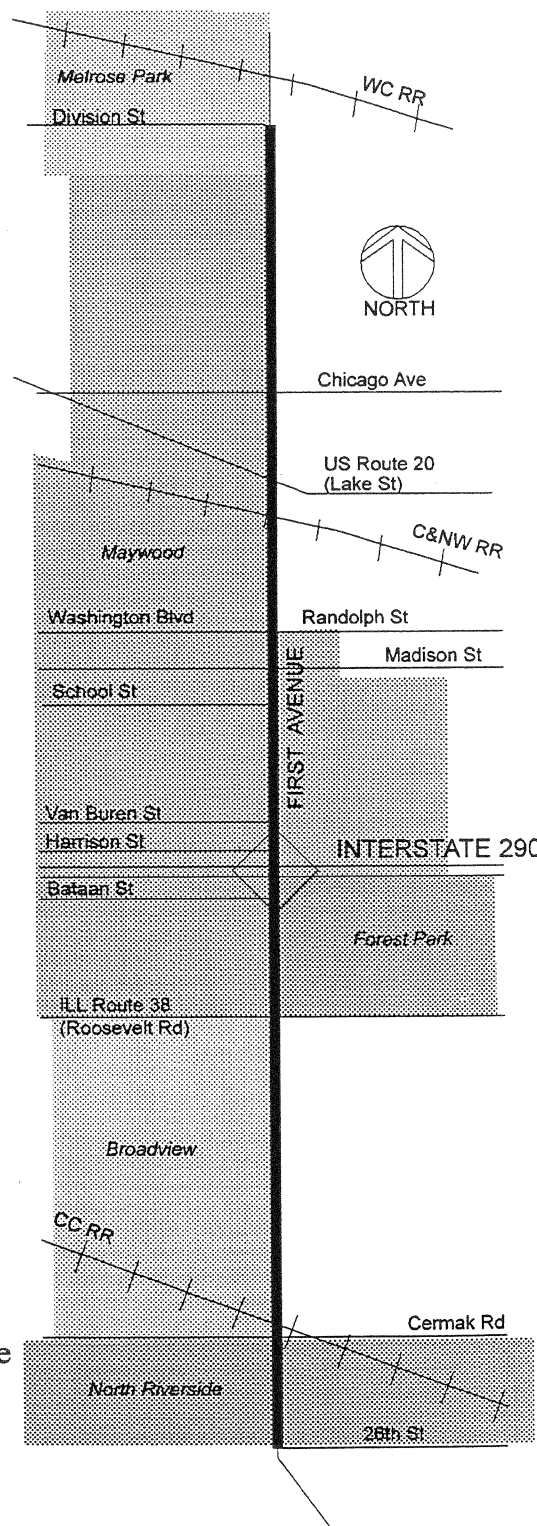 Melrose Park
WC RR
Division St
NORTH
Chicago Ave
US Route 20
(Lake St)
C&NW RR
Maywood
Washington Blvd
Randolph St
Madison St
School St
FIRST AVENUE
Van Buren St
Harrison St
INTERSTATE 290
Bataan St
Forest Park
ILL Route 38
(Roosevelt Rd)
Broadview
CC RR
Cermak Rd
e
North Riverside
26th St